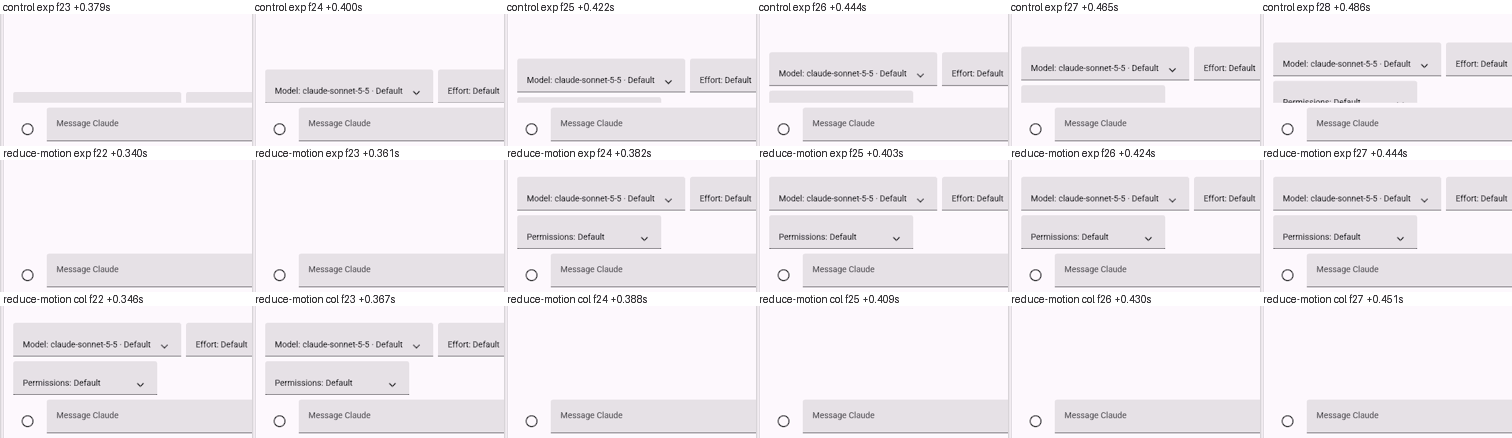 control exp f23 +0.379s
Message Claude
control exp f24 +0.400s
Model: claude-sonnet-5-5 · Default
Effort: Default
Message Claude
control exp f25 +0.422s
Model: claude-sonnet-5-5 · Default
Effort: Default
Message Claude
control exp f26 +0.444s
Model: claude-sonnet-5-5 · Default
Effort: Default
Message Claude
control exp f27 +0.465s
Model: claude-sonnet-5-5 · Default
Effort: Default
Message Claude
control exp f28 +0.486s
Model: claude-sonnet-5-5 · Default
Effort: Default
Permissions: Default
Message Claude
reduce-motion exp f22 +0.340s
Message Claude
reduce-motion exp f23 +0.361s
Message Claude
reduce-motion exp f24 +0.382s
Model: claude-sonnet-5-5 · Default
Effort: Default
Permissions: Default
Message Claude
reduce-motion exp f25 +0.403s
Model: claude-sonnet-5-5 · Default
Effort: Default
Permissions: Default
Message Claude
reduce-motion exp f26 +0.424s
Model: claude-sonnet-5-5 · Default
Effort: Default
Permissions: Default
Message Claude
reduce-motion exp f27 +0.444s
Model: claude-sonnet-5-5 · Default
Effort: Default
Permissions: Default
Message Claude
reduce-motion col f22 +0.346s
Model: claude-sonnet-5-5 · Default
Effort: Default
Permissions: Default
Message Claude
reduce-motion col f23 +0.367s
Model: claude-sonnet-5-5 · Default
Effort: Default
Permissions: Default
Message Claude
reduce-motion col f24 +0.388s
Message Claude
reduce-motion col f25 +0.409s
Message Claude
reduce-motion col f26 +0.430s
Message Claude
reduce-motion col f27 +0.451s
Message Claude